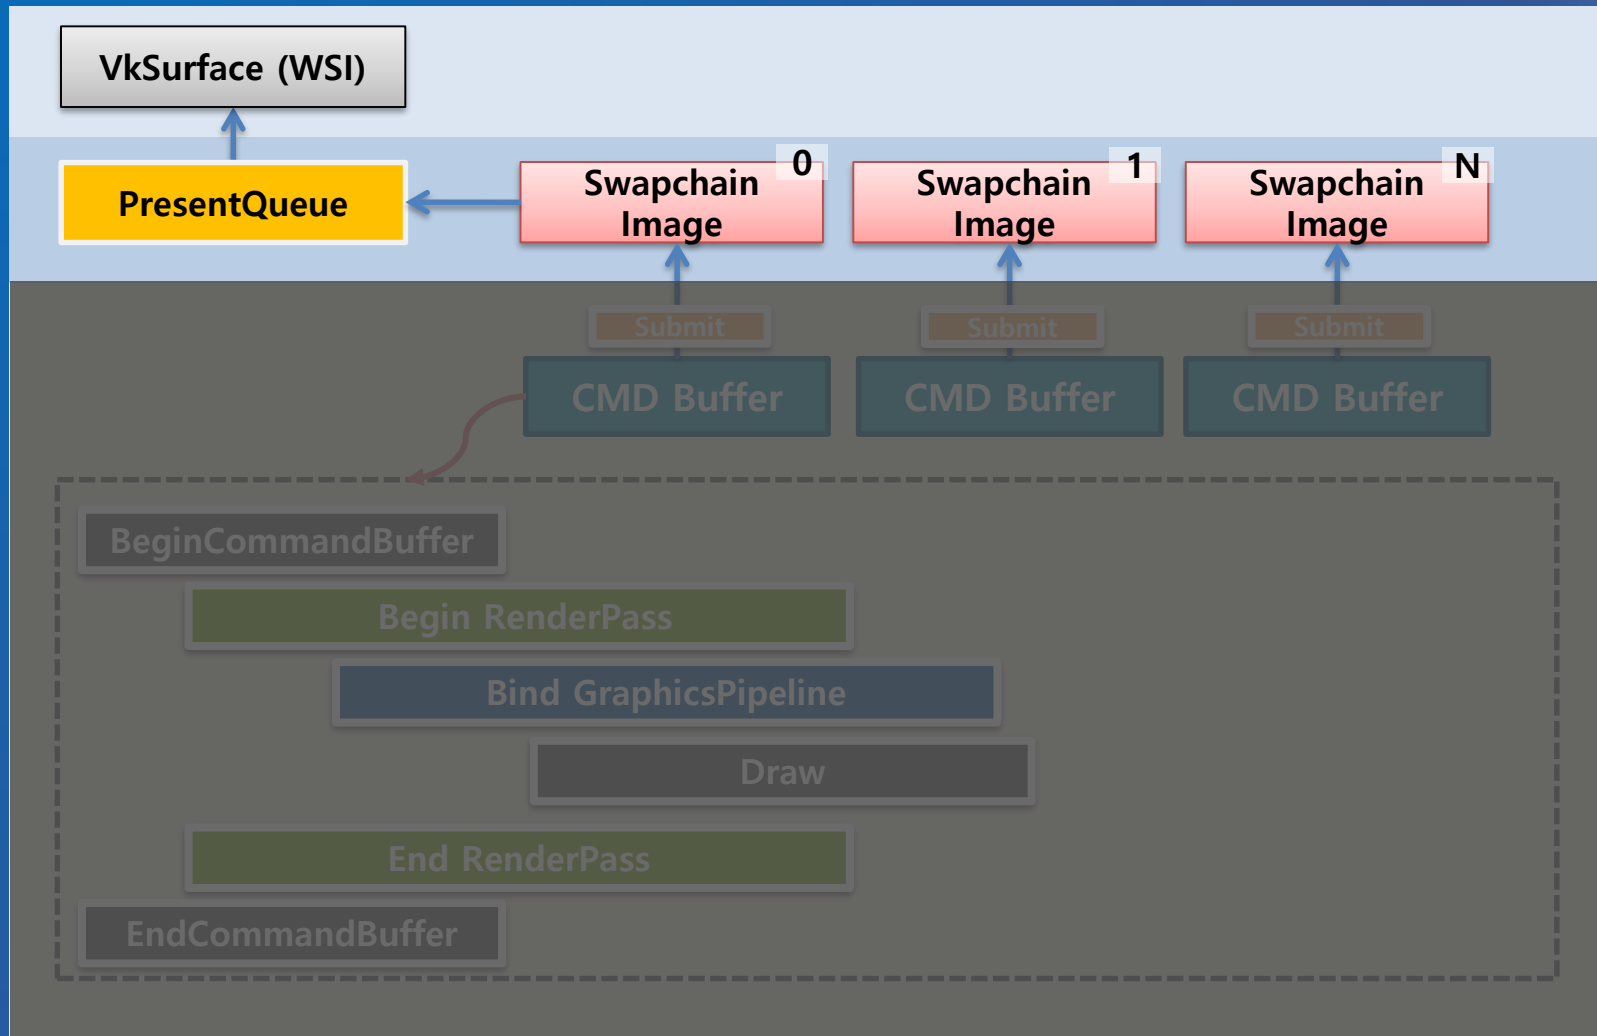 VkSurface (WSI)
PresentQueue
Swapchain
Image
0
Swapchain
Image
1
Swapchain
Image
N
Submit
Submit
Submit
CMD Buffer
CMD Buffer
CMD Buffer
BeginCommandBuffer
Begin RenderPass
Bind GraphicsPipeline
Draw
End RenderPass
EndCommandBuffer